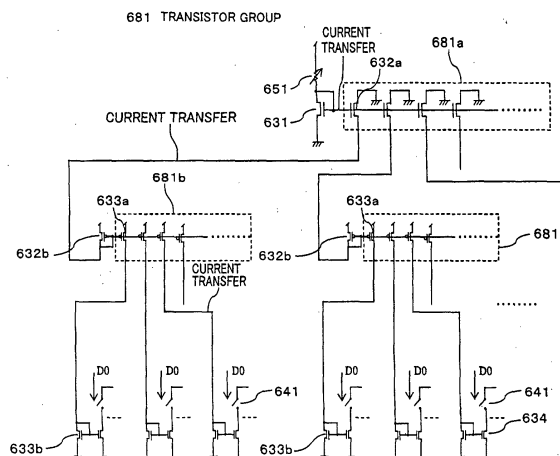 681 TRANSISTOR GROUP
CURRENT
TRANSFER
632a
681a
651
631
CURRENT TRANSFER
681b
633a
632b
CURRENT
TRANSFER
633a
632b
681
D0
D0
D0
641
633b
D0
D0
D0
641
634
633b